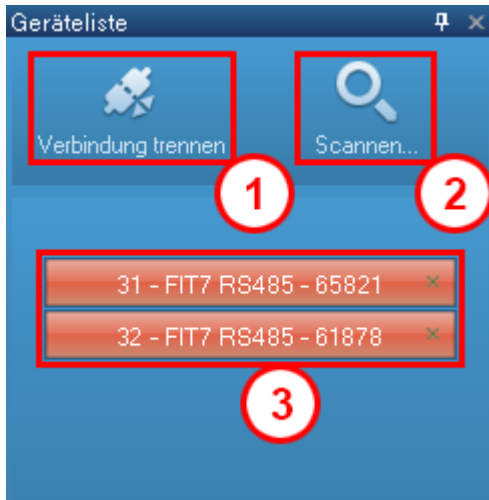 Geräteliste
Verbindung trennen
Scannen...
1
2
31 - FIT7 RS485 - 65821
32 - FIT7 RS485 - 61878
3